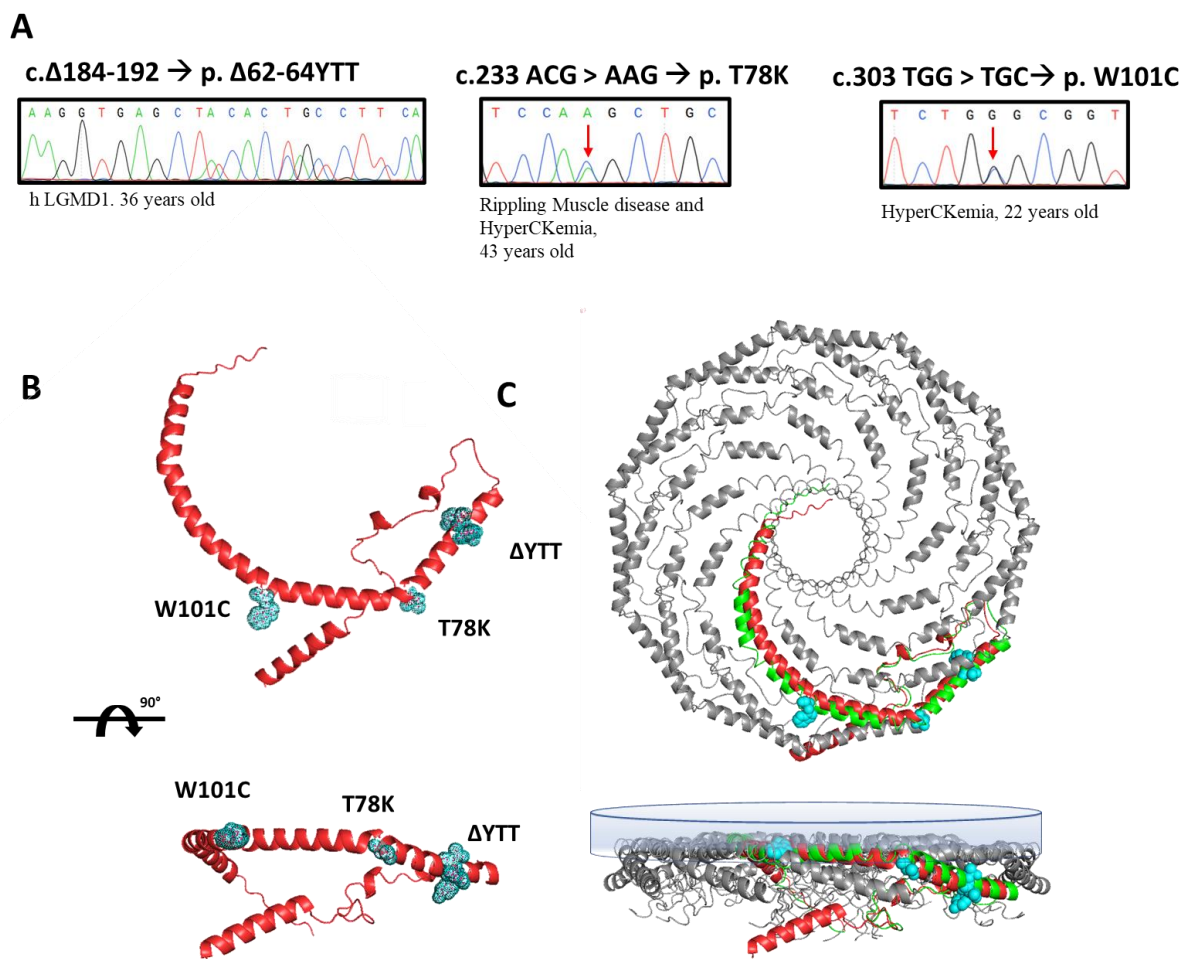 A
c.Δ184-192 → p. Δ62-64YTT
c.233 ACG > AAG → p. T78K
c.303 TGG > TGC→ p. W101C
A A G G T G A G C T A C A C T G C C T T C A
T C C A A G C T G C
T C T G G G C G G T
h LGMD1. 36 years old
Rippling Muscle disease and
HyperCKemia,
43 years old
HyperCKemia, 22 years old
B
C
ΔYTT
W101C
T78K
90°
W101C
T78K
ΔYTT